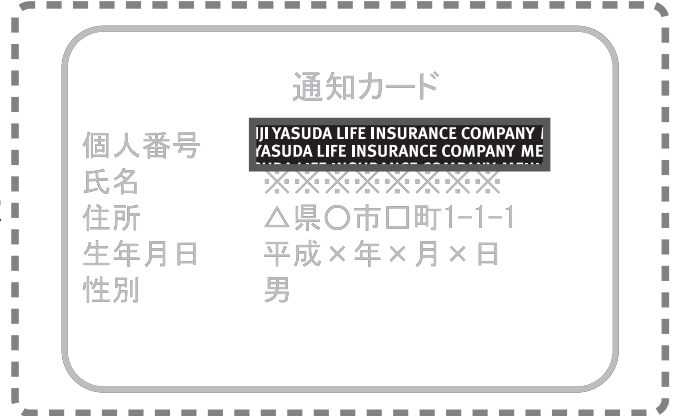 通知カード
個人番号 IJI YASUDA LIFE INSURANCE COMPANY
YASUDA LIFE INSURANCE COMPANY ME
氏名 ※※※※※※※※※
住所 △県○市口町1-1-1
生年月日 平成×年×月×日
性別 男